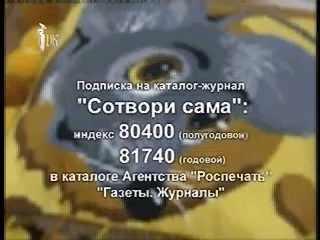 Подписка на каталог-журнал
"Сотвори сама":
индекс 80400 (полугодовой)
81740 (годовой)
в каталоге Агентства "Роспечать"
"Газеты. Журналы"